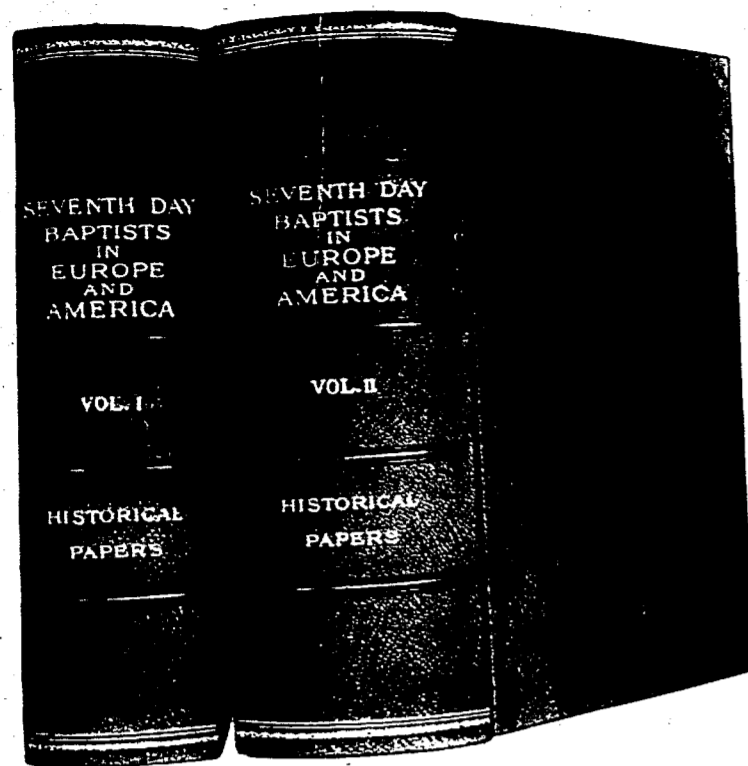 SEVENTH DAY
BAPTISTS
IN
EUROPE
AND
AMERICA
VOL. I
HISTORICAL
PAPERS
SEVENTH DAY
BAPTISTS
IN
EUROPE
AND
AMERICA
VOL. II
HISTORICAL
PAPERS